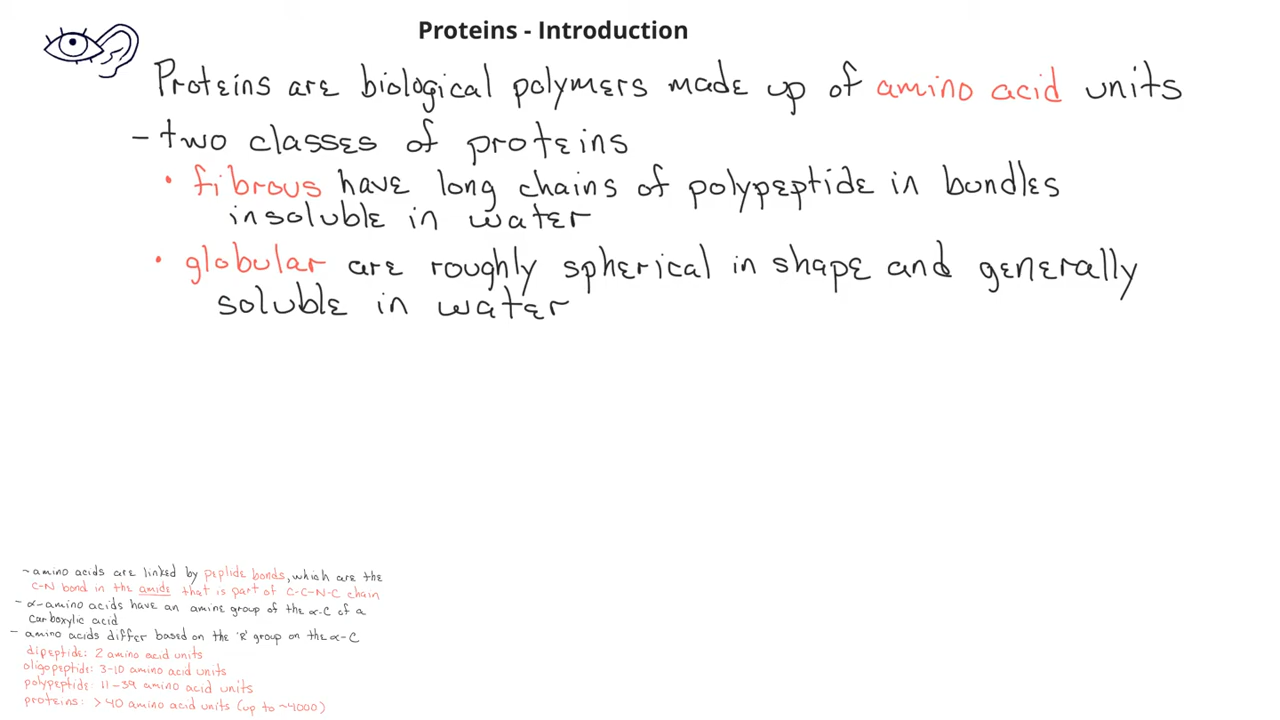 Proteins - Introduction
Proteins are biological polymers made up of amino acid units
- two classes of proteins
• fibrous have long chains of polypeptide in bundles
insoluble in water
• globular are roughly spherical in shape and generally
soluble in water
- amino acids are linked by peptide bonds, which are the
C-N bond in the amide that is part of C-C-N-C chain
- α-amino acids have an amine group of the α-C of a
carboxylic acid
- amino acids differ based on the 'R' group on the α-C
dipeptide: 2 amino acid units
oligopeptide: 3-10 amino acid units
polypeptide: 11-39 amino acid units
proteins: > 40 amino acid units (up to ~4000)